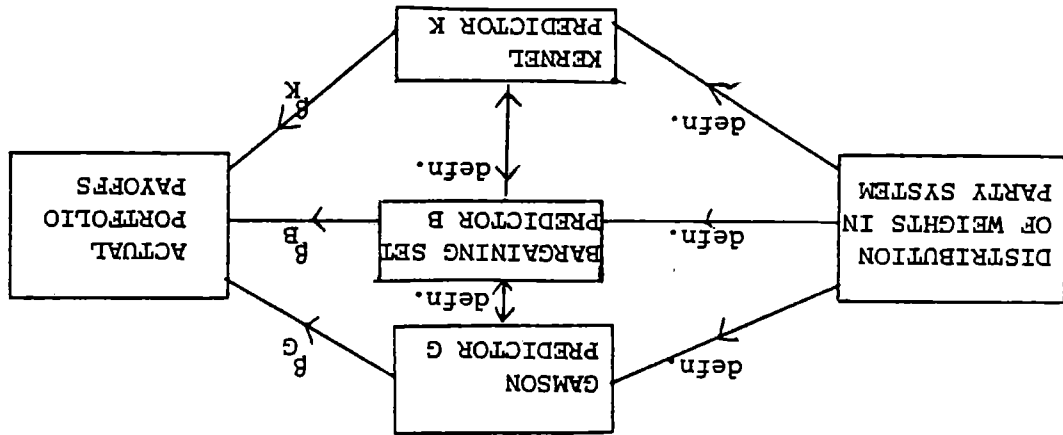 GAMSON
PREDICTOR G
defn.
β
G
defn.
DISTRIBUTION
OF WEIGHTS IN
PARTY SYSTEM
defn.
BARGAINING SET
PREDICTOR B
β
B
ACTUAL
PORTFOLIO
PAYOFFS
defn.
defn.
β
K
KERNEL
PREDICTOR K